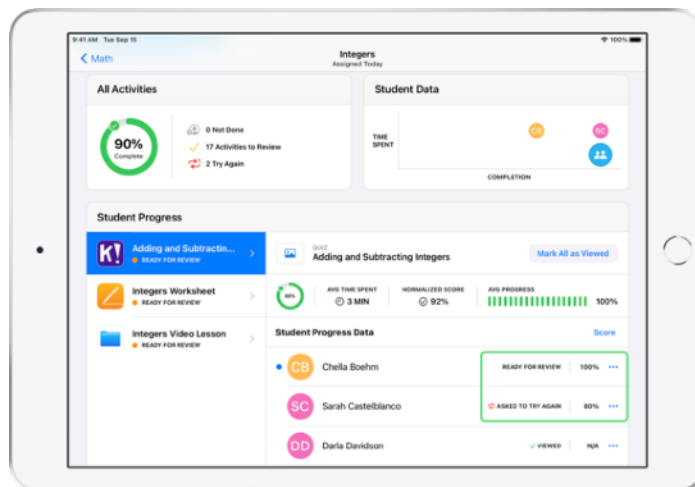 9:41 AM Tue Sep 15
100%
Math
Integers
Assigned Today
All Activities
90%
Complete
0 Not Done
17 Activities to Review
2 Try Again
Student Data
TIME
SPENT
CB
SC
COMPLETION
Student Progress
K!
Adding and Subtractin...
READY FOR REVIEW
Integers Worksheet
READY FOR REVIEW
Integers Video Lesson
READY FOR REVIEW
QUIZ
Adding and Subtracting Integers
Mark All as Viewed
AVG TIME SPENT
3 MIN
NORMALIZED SCORE
92%
AVG PROGRESS
100%
Student Progress Data
Score
CB
Chella Boehm
READY FOR REVIEW
100%
SC
Sarah Castelblanco
ASKED TO TRY AGAIN
80%
DD
Darla Davidson
VIEWED
N/A